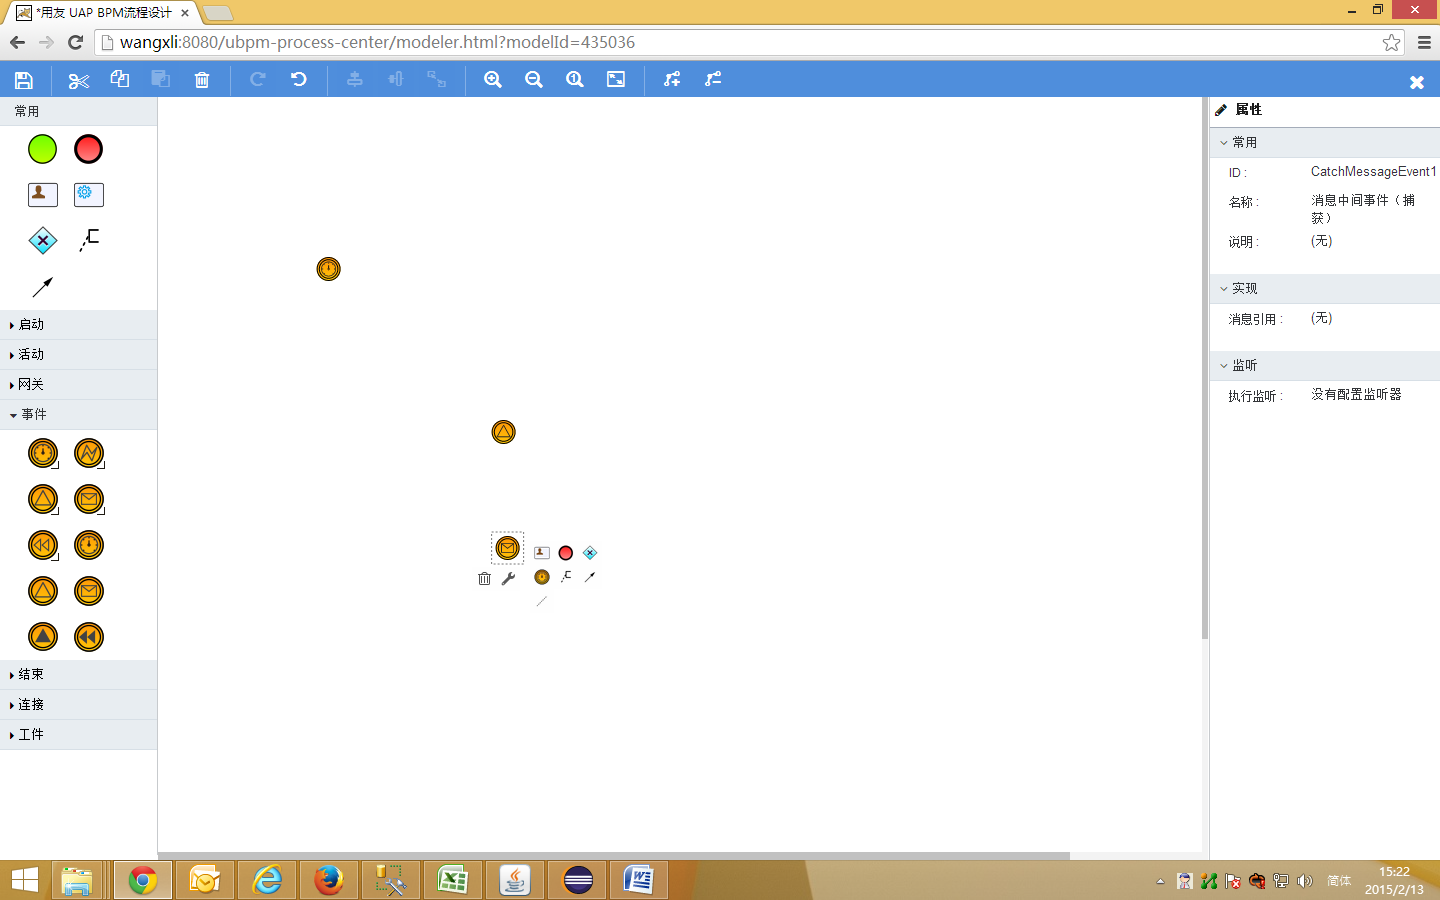 *用友 UAP BPM流程设计
wangxli:8080/ubpm-process-center/modeler.html?modelId=435036
常用
启动
活动
网关
事件
结束
连接
工件
属性
常用
ID : CatchMessageEvent1
名称 : 消息中间事件（捕
获）
说明 : (无)
实现
消息引用 : (无)
监听
执行监听 : 没有配置监听器
简体
15:22
2015/2/13